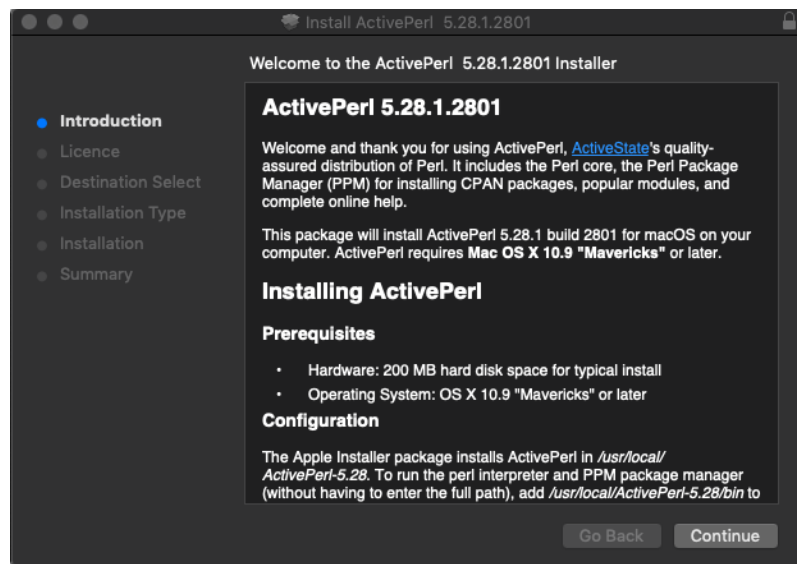 Install ActivePerl 5.28.1.2801
Welcome to the ActivePerl 5.28.1.2801 Installer
Introduction
Licence
Destination Select
Installation Type
Installation
Summary
ActivePerl 5.28.1.2801
Welcome and thank you for using ActivePerl, ActiveState's quality-
assured distribution of Perl. It includes the Perl core, the Perl Package
Manager (PPM) for installing CPAN packages, popular modules, and
complete online help.
This package will install ActivePerl 5.28.1 build 2801 for macOS on your
computer. ActivePerl requires Mac OS X 10.9 "Mavericks" or later.
Installing ActivePerl
Prerequisites
• Hardware: 200 MB hard disk space for typical install
• Operating System: OS X 10.9 "Mavericks" or later
Configuration
The Apple Installer package installs ActivePerl in /usr/local/
ActivePerl-5.28. To run the perl interpreter and PPM package manager
(without having to enter the full path), add /usr/local/ActivePerl-5.28/bin to
Go Back
Continue